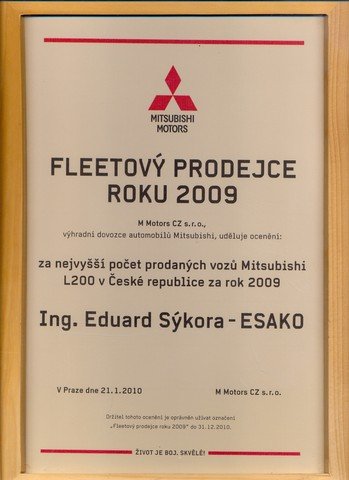 MITSUBISHI
MOTORS
FLEETOVÝ PRODEJCE
ROKU 2009
M Motors CZ s.r.o.,
výhradní dovozce automobilů Mitsubishi, uděluje ocenění:
za nejvyšší počet prodaných vozů Mitsubishi
L200 v České republice za rok 2009
Ing. Eduard Sýkora - ESAKO
V Praze dne 21.1.2010 M Motors CZ s.r.o.
Držitel tohoto ocenění je oprávněn užívat označení
„Fleetový prodejce roku 2009" do 31.12.2010.
ŽIVOT JE BOJ. SKVĚLÉ!